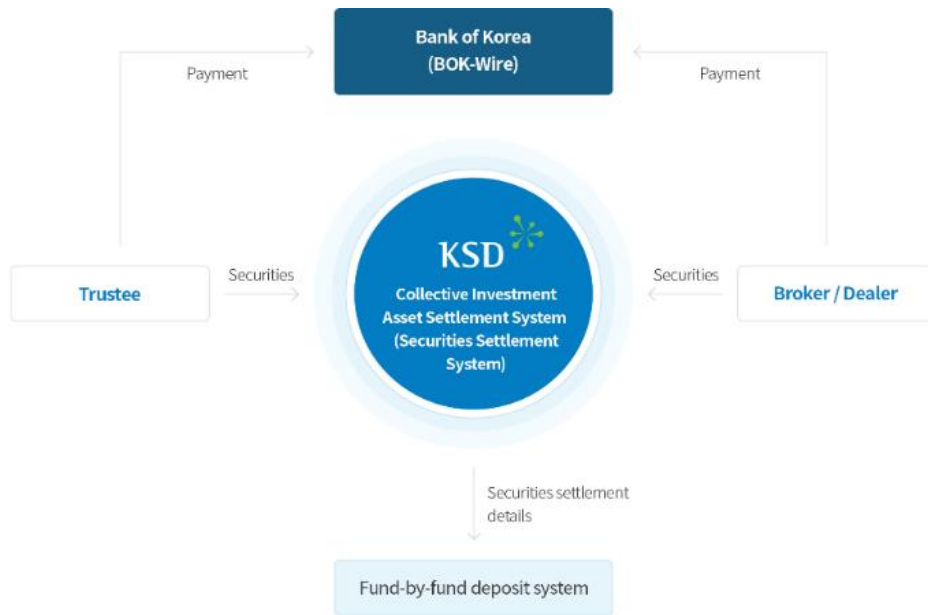 Bank of Korea
(BOK-Wire)
Payment
Payment
KSD
Collective Investment
Asset Settlement System
(Securities Settlement
System)
Trustee
Securities
Securities
Broker / Dealer
Securities settlement
details
Fund-by-fund deposit system